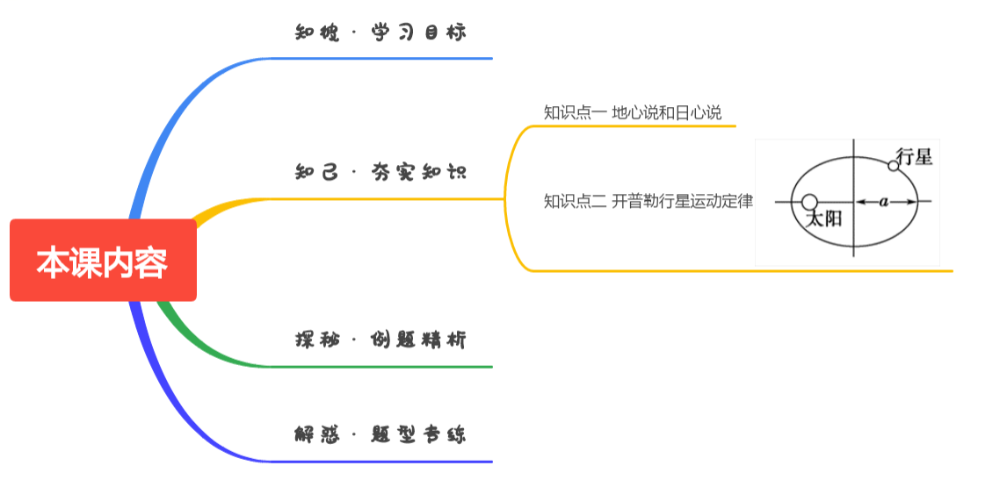 本课内容
知彼·学习目标
知己·夯实知识
知识点一 地心说和日心说
知识点二 开普勒行星运动定律
行星
太阳
a
探秘·例题精析
解惑·题型专练